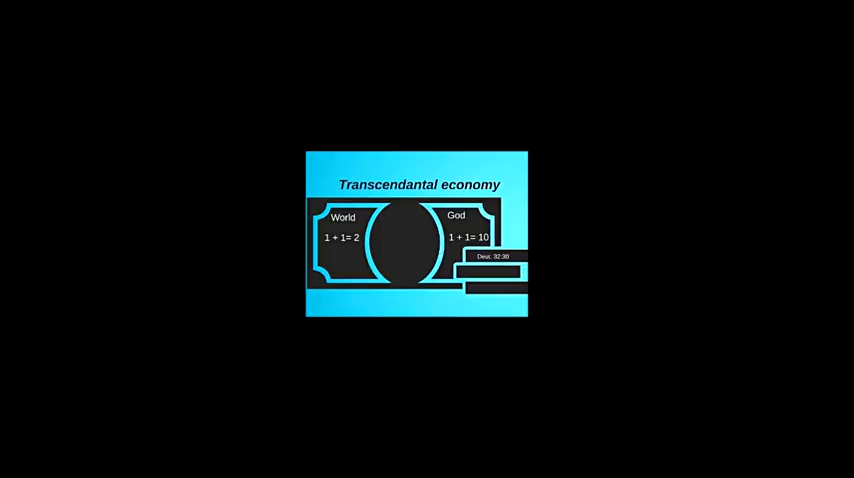 Transcendantal economy
World
1 + 1= 2
God
1 + 1= 10
Deut. 32:30